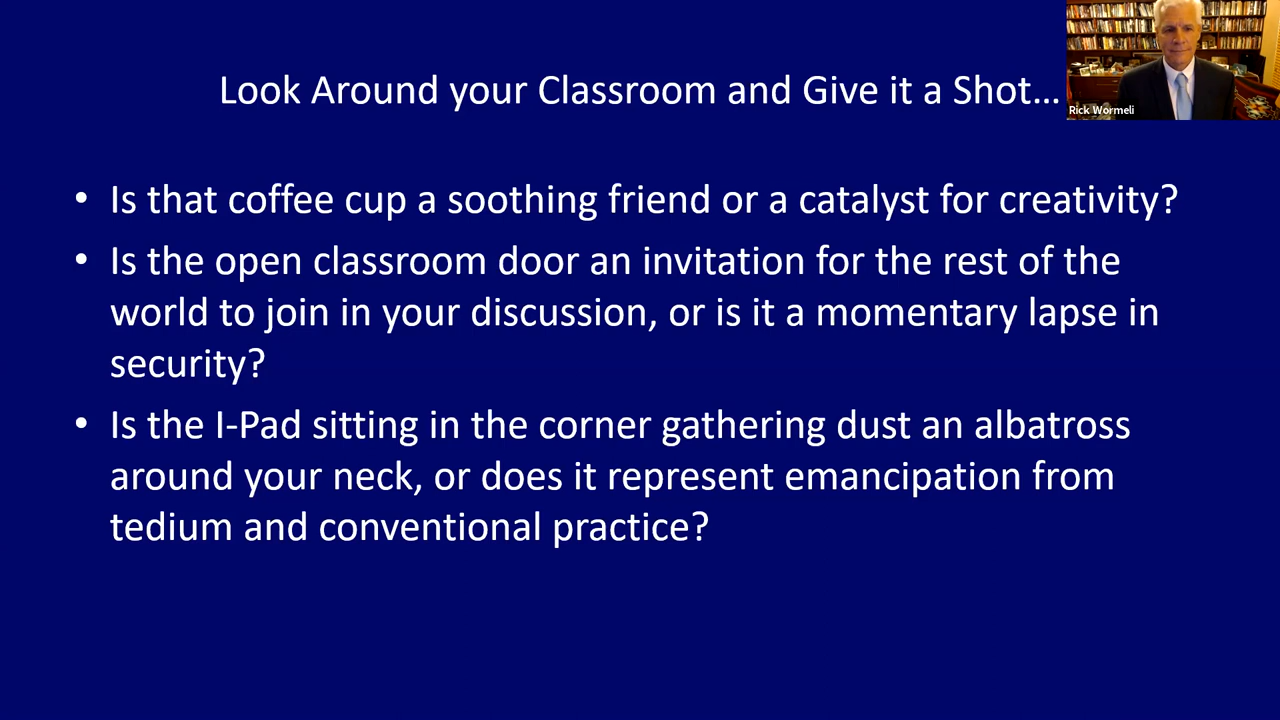 Look Around your Classroom and Give it a Shot…
Rick Wormeli
• Is that coffee cup a soothing friend or a catalyst for creativity?
• Is the open classroom door an invitation for the rest of the
world to join in your discussion, or is it a momentary lapse in
security?
• Is the I-Pad sitting in the corner gathering dust an albatross
around your neck, or does it represent emancipation from
tedium and conventional practice?